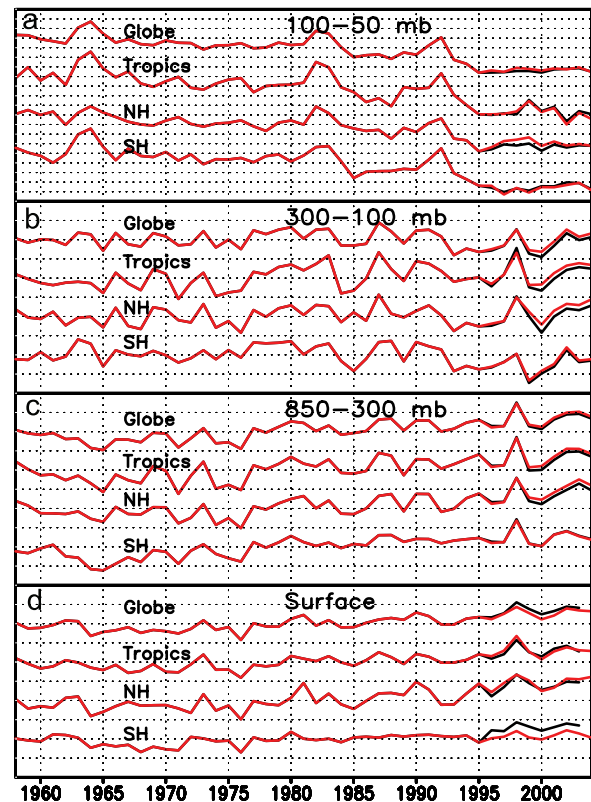 a
100-50 mb
Globe
Tropics
NH
SH
b
300-100 mb
Globe
Tropics
NH
SH
c
850-300 mb
Globe
Tropics
NH
SH
d
Surface
Globe
Tropics
NH
SH
1960 1965 1970 1975 1980 1985 1990 1995 2000